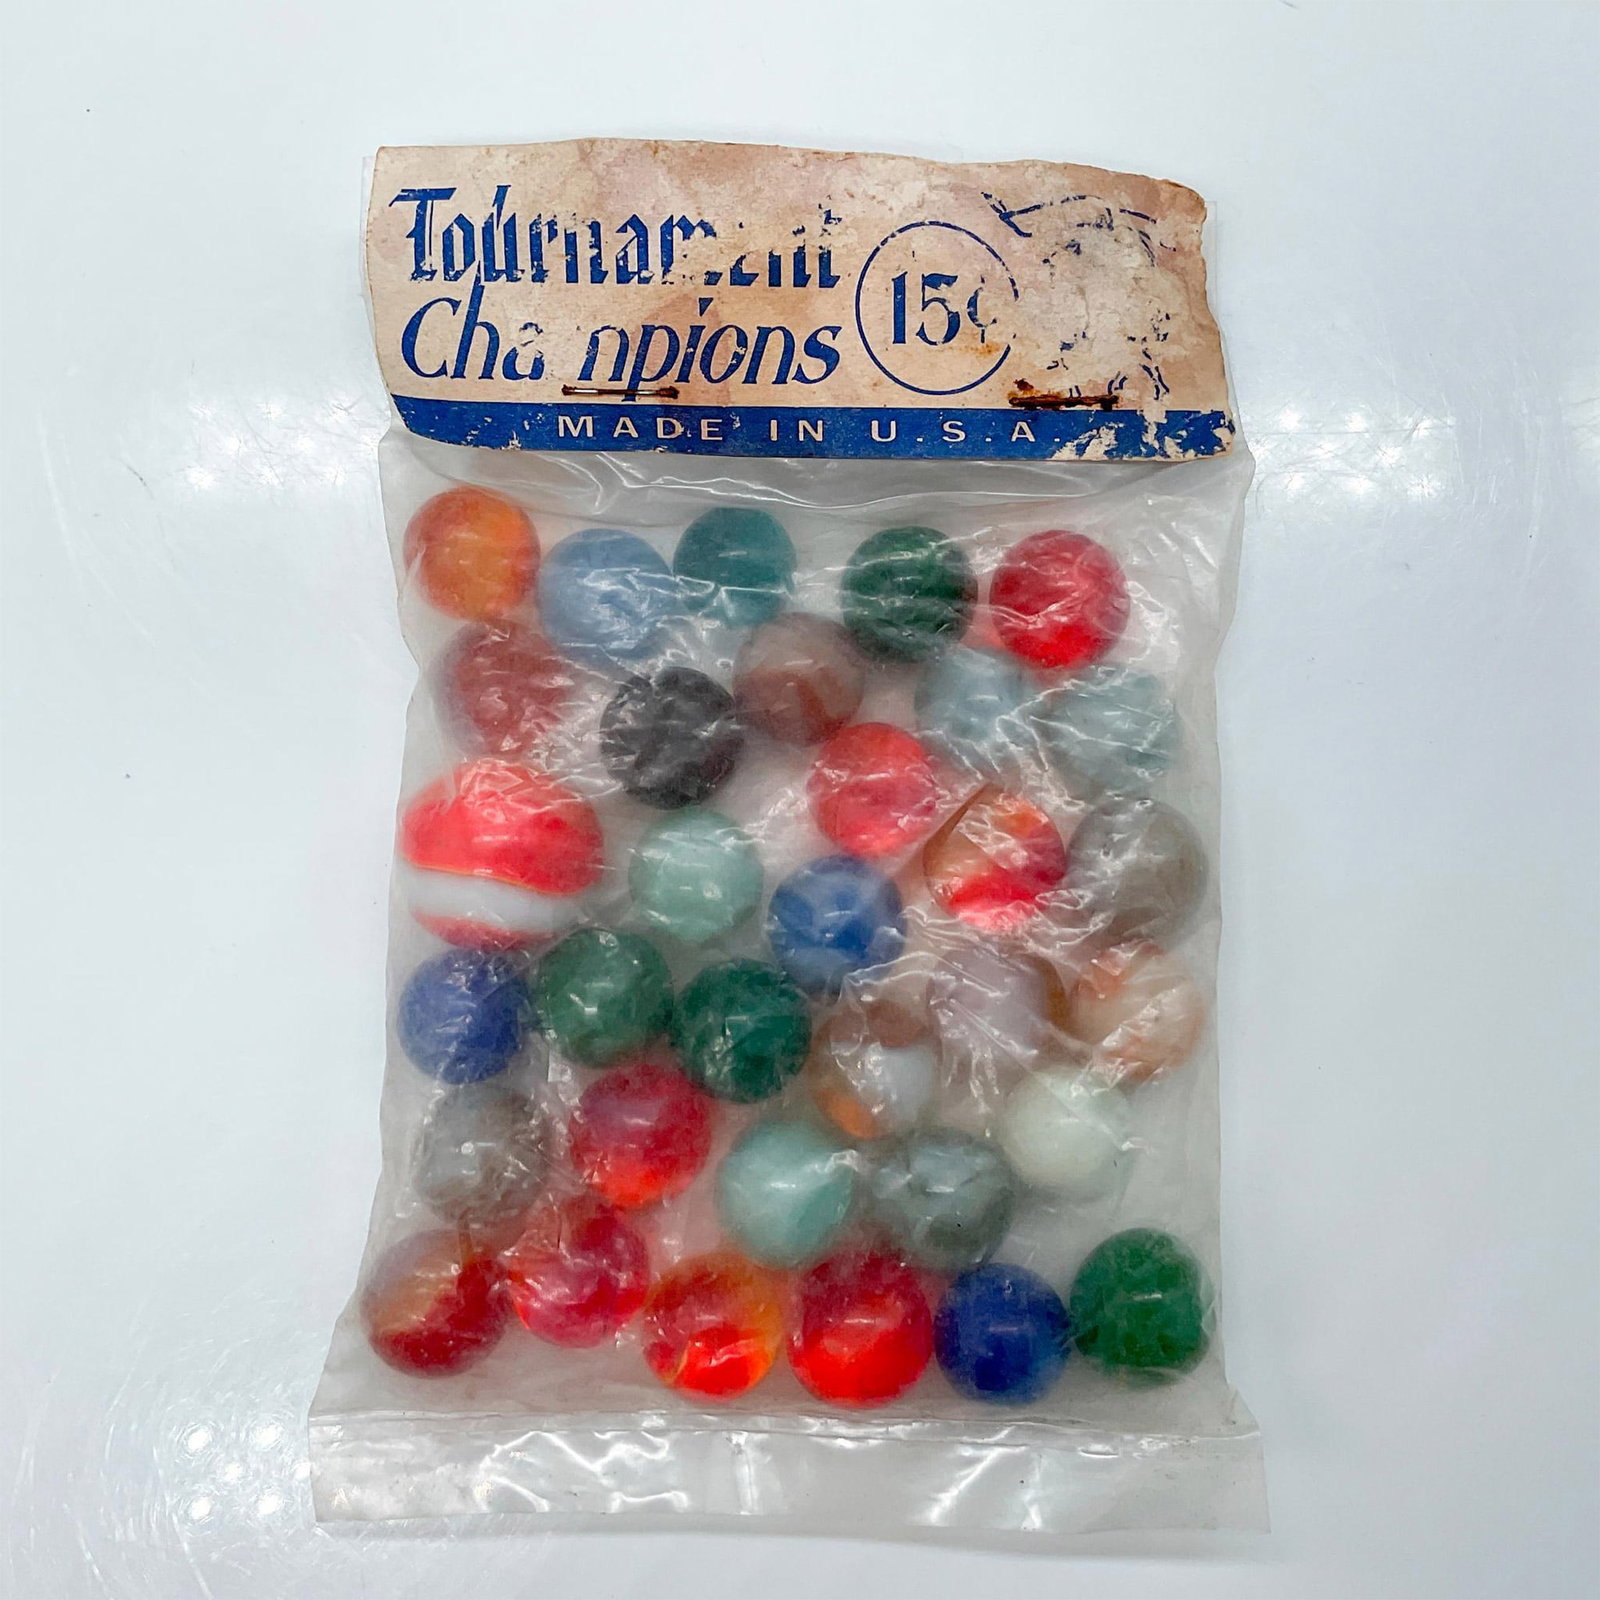 Tournament
Champions
15¢
MADE IN U.S.A.